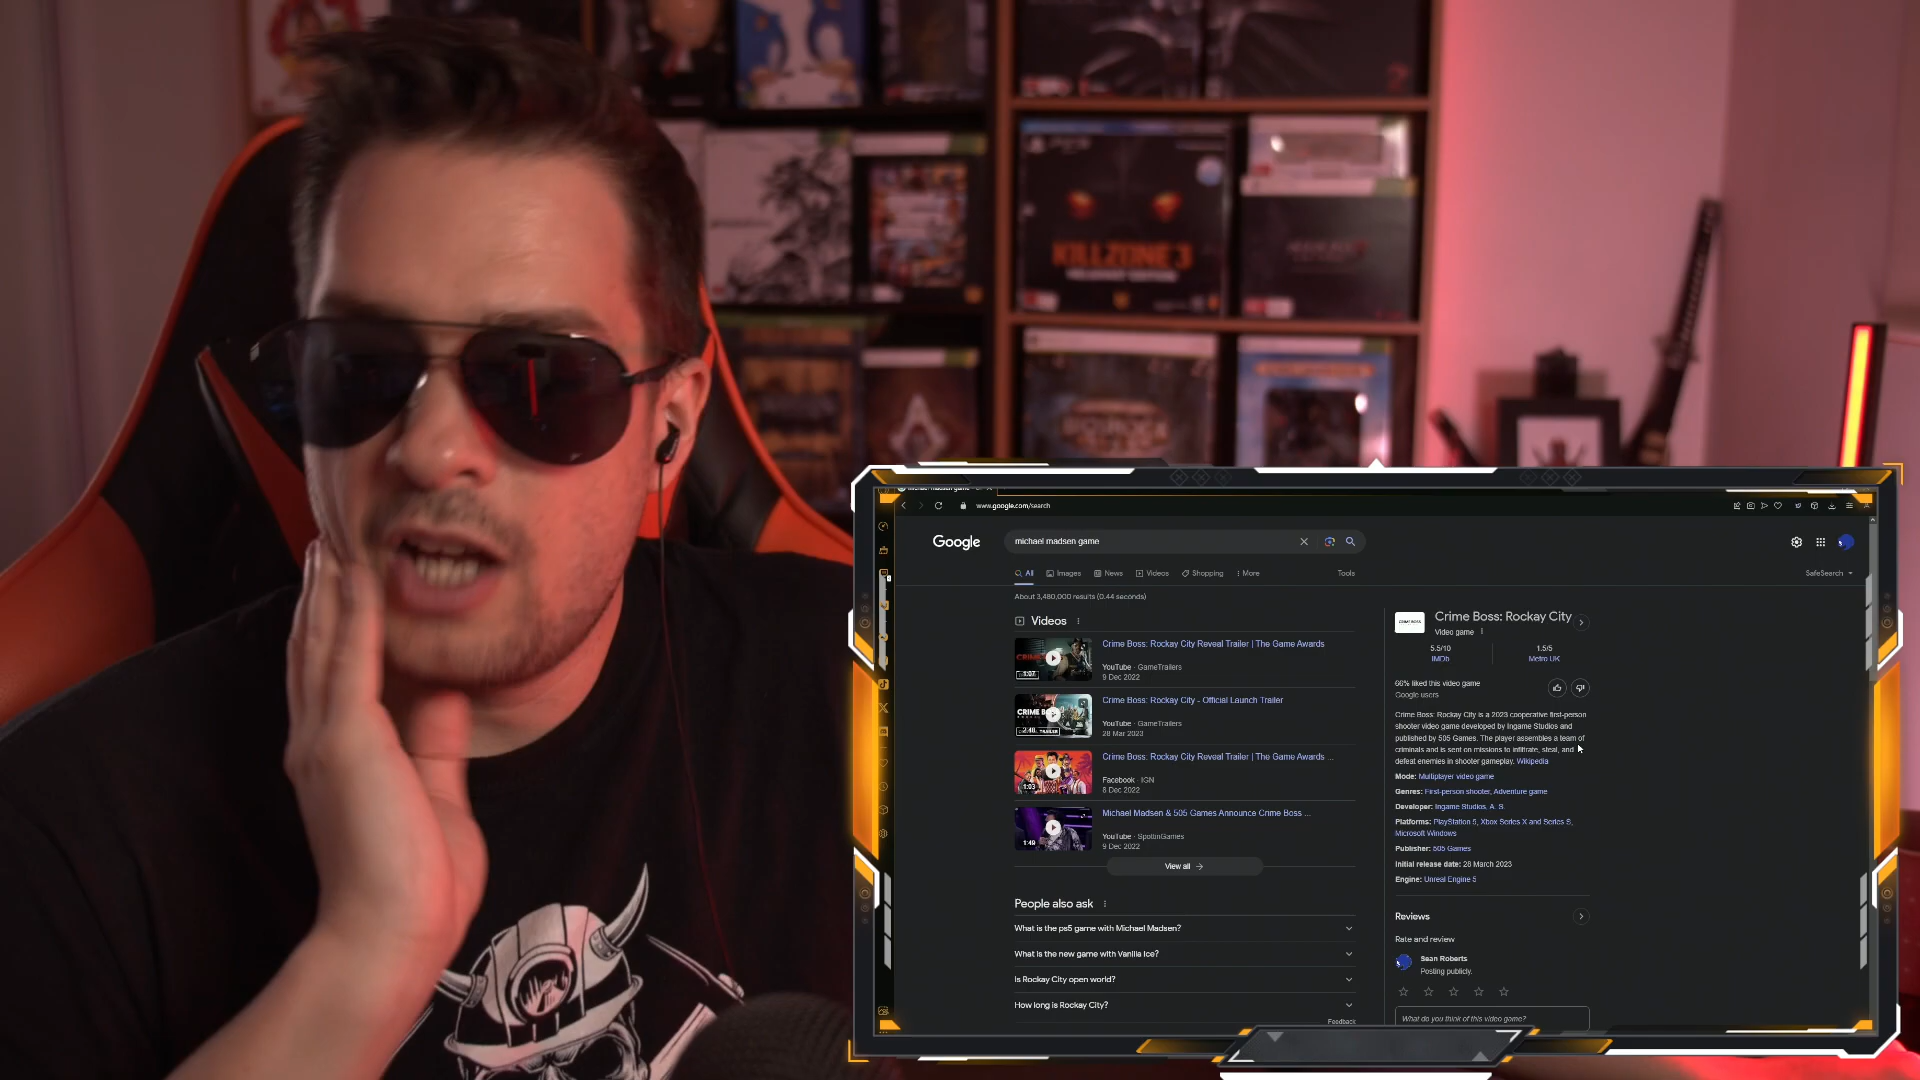 KILLZONE 3
www.google.com/search
Google
michael madsen game
All
Images
News
Videos
Shopping
More
Tools
SafeSearch
About 3,480,000 results (0.44 seconds)
Videos
Crime Boss: Rockay City Reveal Trailer | The Game Awards
YouTube · GameTrailers
9 Dec 2022
1:07
Crime Boss: Rockay City - Official Launch Trailer
YouTube · GameTrailers
28 Mar 2023
2:48
Crime Boss: Rockay City Reveal Trailer | The Game Awards ...
Facebook · IGN
8 Dec 2022
1:03
Michael Madsen & 505 Games Announce Crime Boss ...
YouTube · SpotlnGames
9 Dec 2022
1:49
View all
People also ask
What is the ps5 game with Michael Madsen?
What is the new game with Vanilla Ice?
Is Rockay City open world?
How long is Rockay City?
Feedback
CRIME BOSS
Crime Boss: Rockay City
Video game
5.5/10
IMDb
1.5/5
Metro UK
66% liked this video game
Google users
Crime Boss: Rockay City is a 2023 cooperative first-person
shooter video game developed by Ingame Studios and
published by 505 Games. The player assembles a team of
criminals and is sent on missions to infiltrate, steal, and
defeat enemies in shooter gameplay. Wikipedia
Mode: Multiplayer video game
Genres: First-person shooter, Adventure game
Developer: Ingame Studios, A. S.
Platforms: PlayStation 5, Xbox Series X and Series S,
Microsoft Windows
Publisher: 505 Games
Initial release date: 28 March 2023
Engine: Unreal Engine 5
Reviews
Rate and review
Sean Roberts
Posting publicly.
What do you think of this video game?